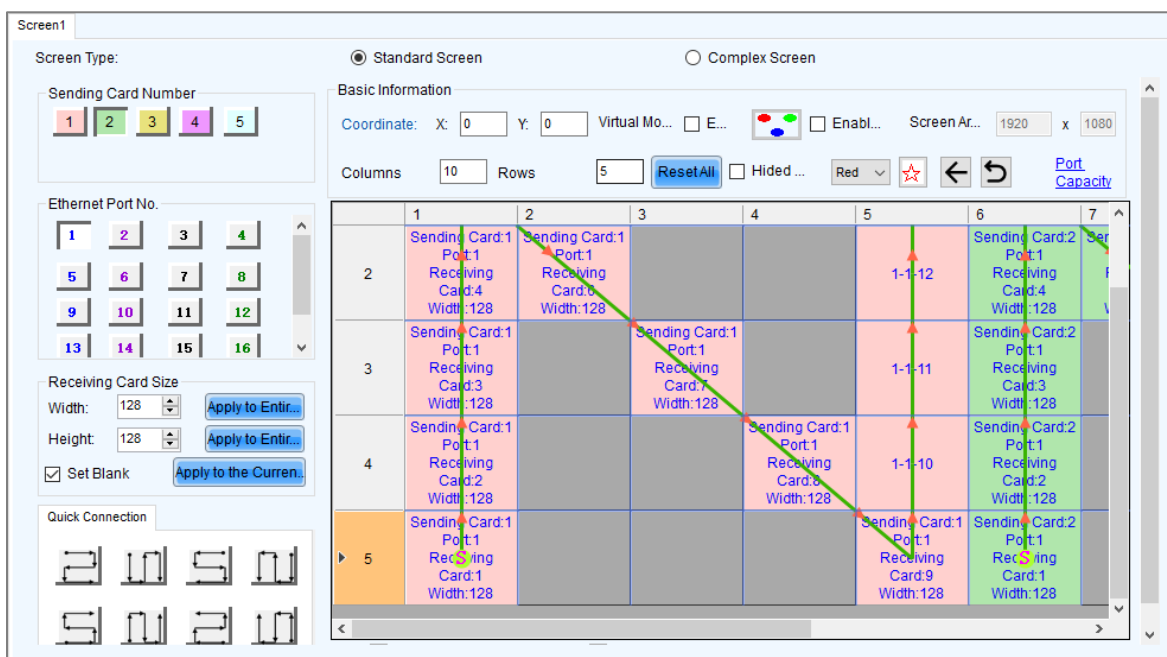 Screen1
Screen Type:
Standard Screen
Complex Screen
Sending Card Number
1 2 3 4 5
Basic Information
Coordinate: X: 0 Y: 0 Virtual Mo... E... Enabl... Screen Ar... 1920 x 1080
Columns 10 Rows 5 Reset All Hided ... Red Port
Capacity
Ethernet Port No.
1 2 3 4
5 6 7 8
9 10 11 12
13 14 15 16
Receiving Card Size
Width: 128 Apply to Entir...
Height: 128 Apply to Entir...
Set Blank Apply to the Curren..
Quick Connection
1 2 3 4 5 6 7
2
Sending Card:1
Port:1
Receiving
Card:4
Width:128
Sending Card:1
Port:1
Receiving
Card:6
Width:128
1-1-12
Sending Card:2
Port:1
Receiving
Card:4
Width:128
3
Sending Card:1
Port:1
Receiving
Card:3
Width:128
Sending Card:1
Port:1
Receiving
Card:7
Width:128
1-1-11
Sending Card:2
Port:1
Receiving
Card:3
Width:128
4
Sending Card:1
Port:1
Receiving
Card:2
Width:128
Sending Card:1
Port:1
Receiving
Card:8
Width:128
1-1-10
Sending Card:2
Port:1
Receiving
Card:2
Width:128
5
Sending Card:1
Port:1
Receiving
S
Card:1
Width:128
Sending Card:1
Port:1
Receiving
Card:9
Width:128
Sending Card:2
Port:1
Receiving
S
Card:1
Width:128